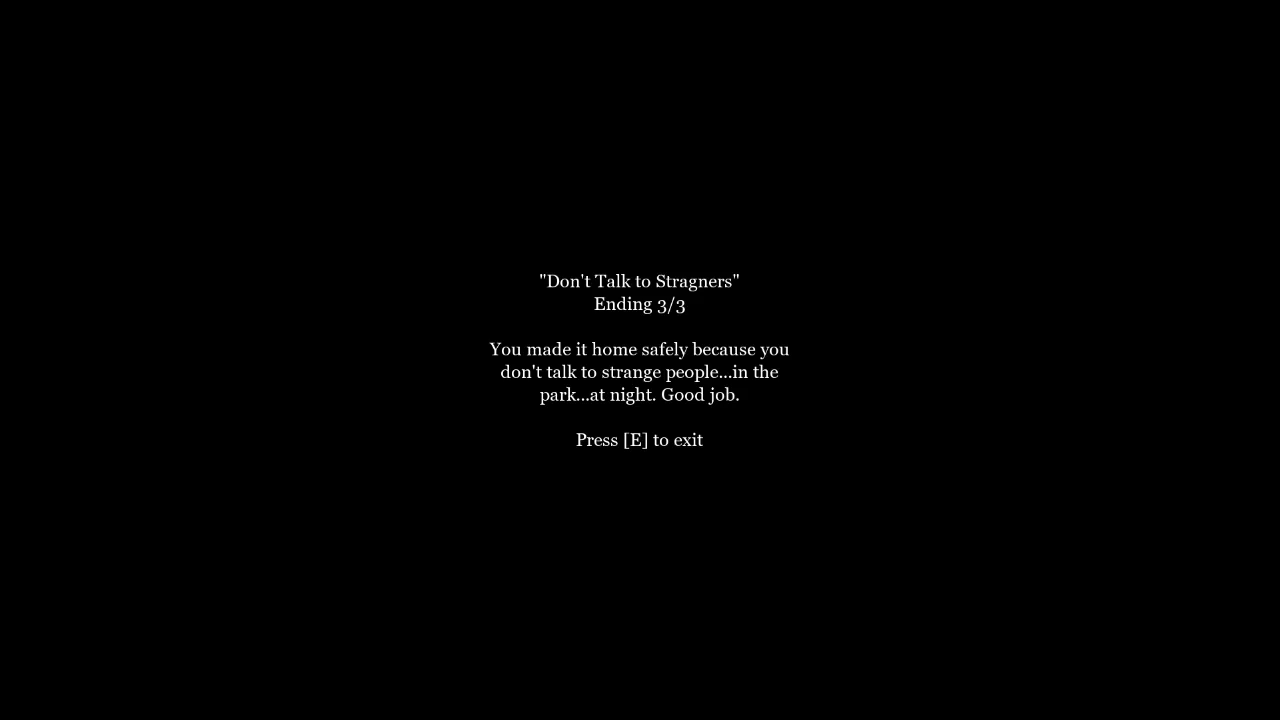 "Don't Talk to Stragners"
Ending 3/3
You made it home safely because you
don't talk to strange people...in the
park...at night. Good job.
Press [E] to exit